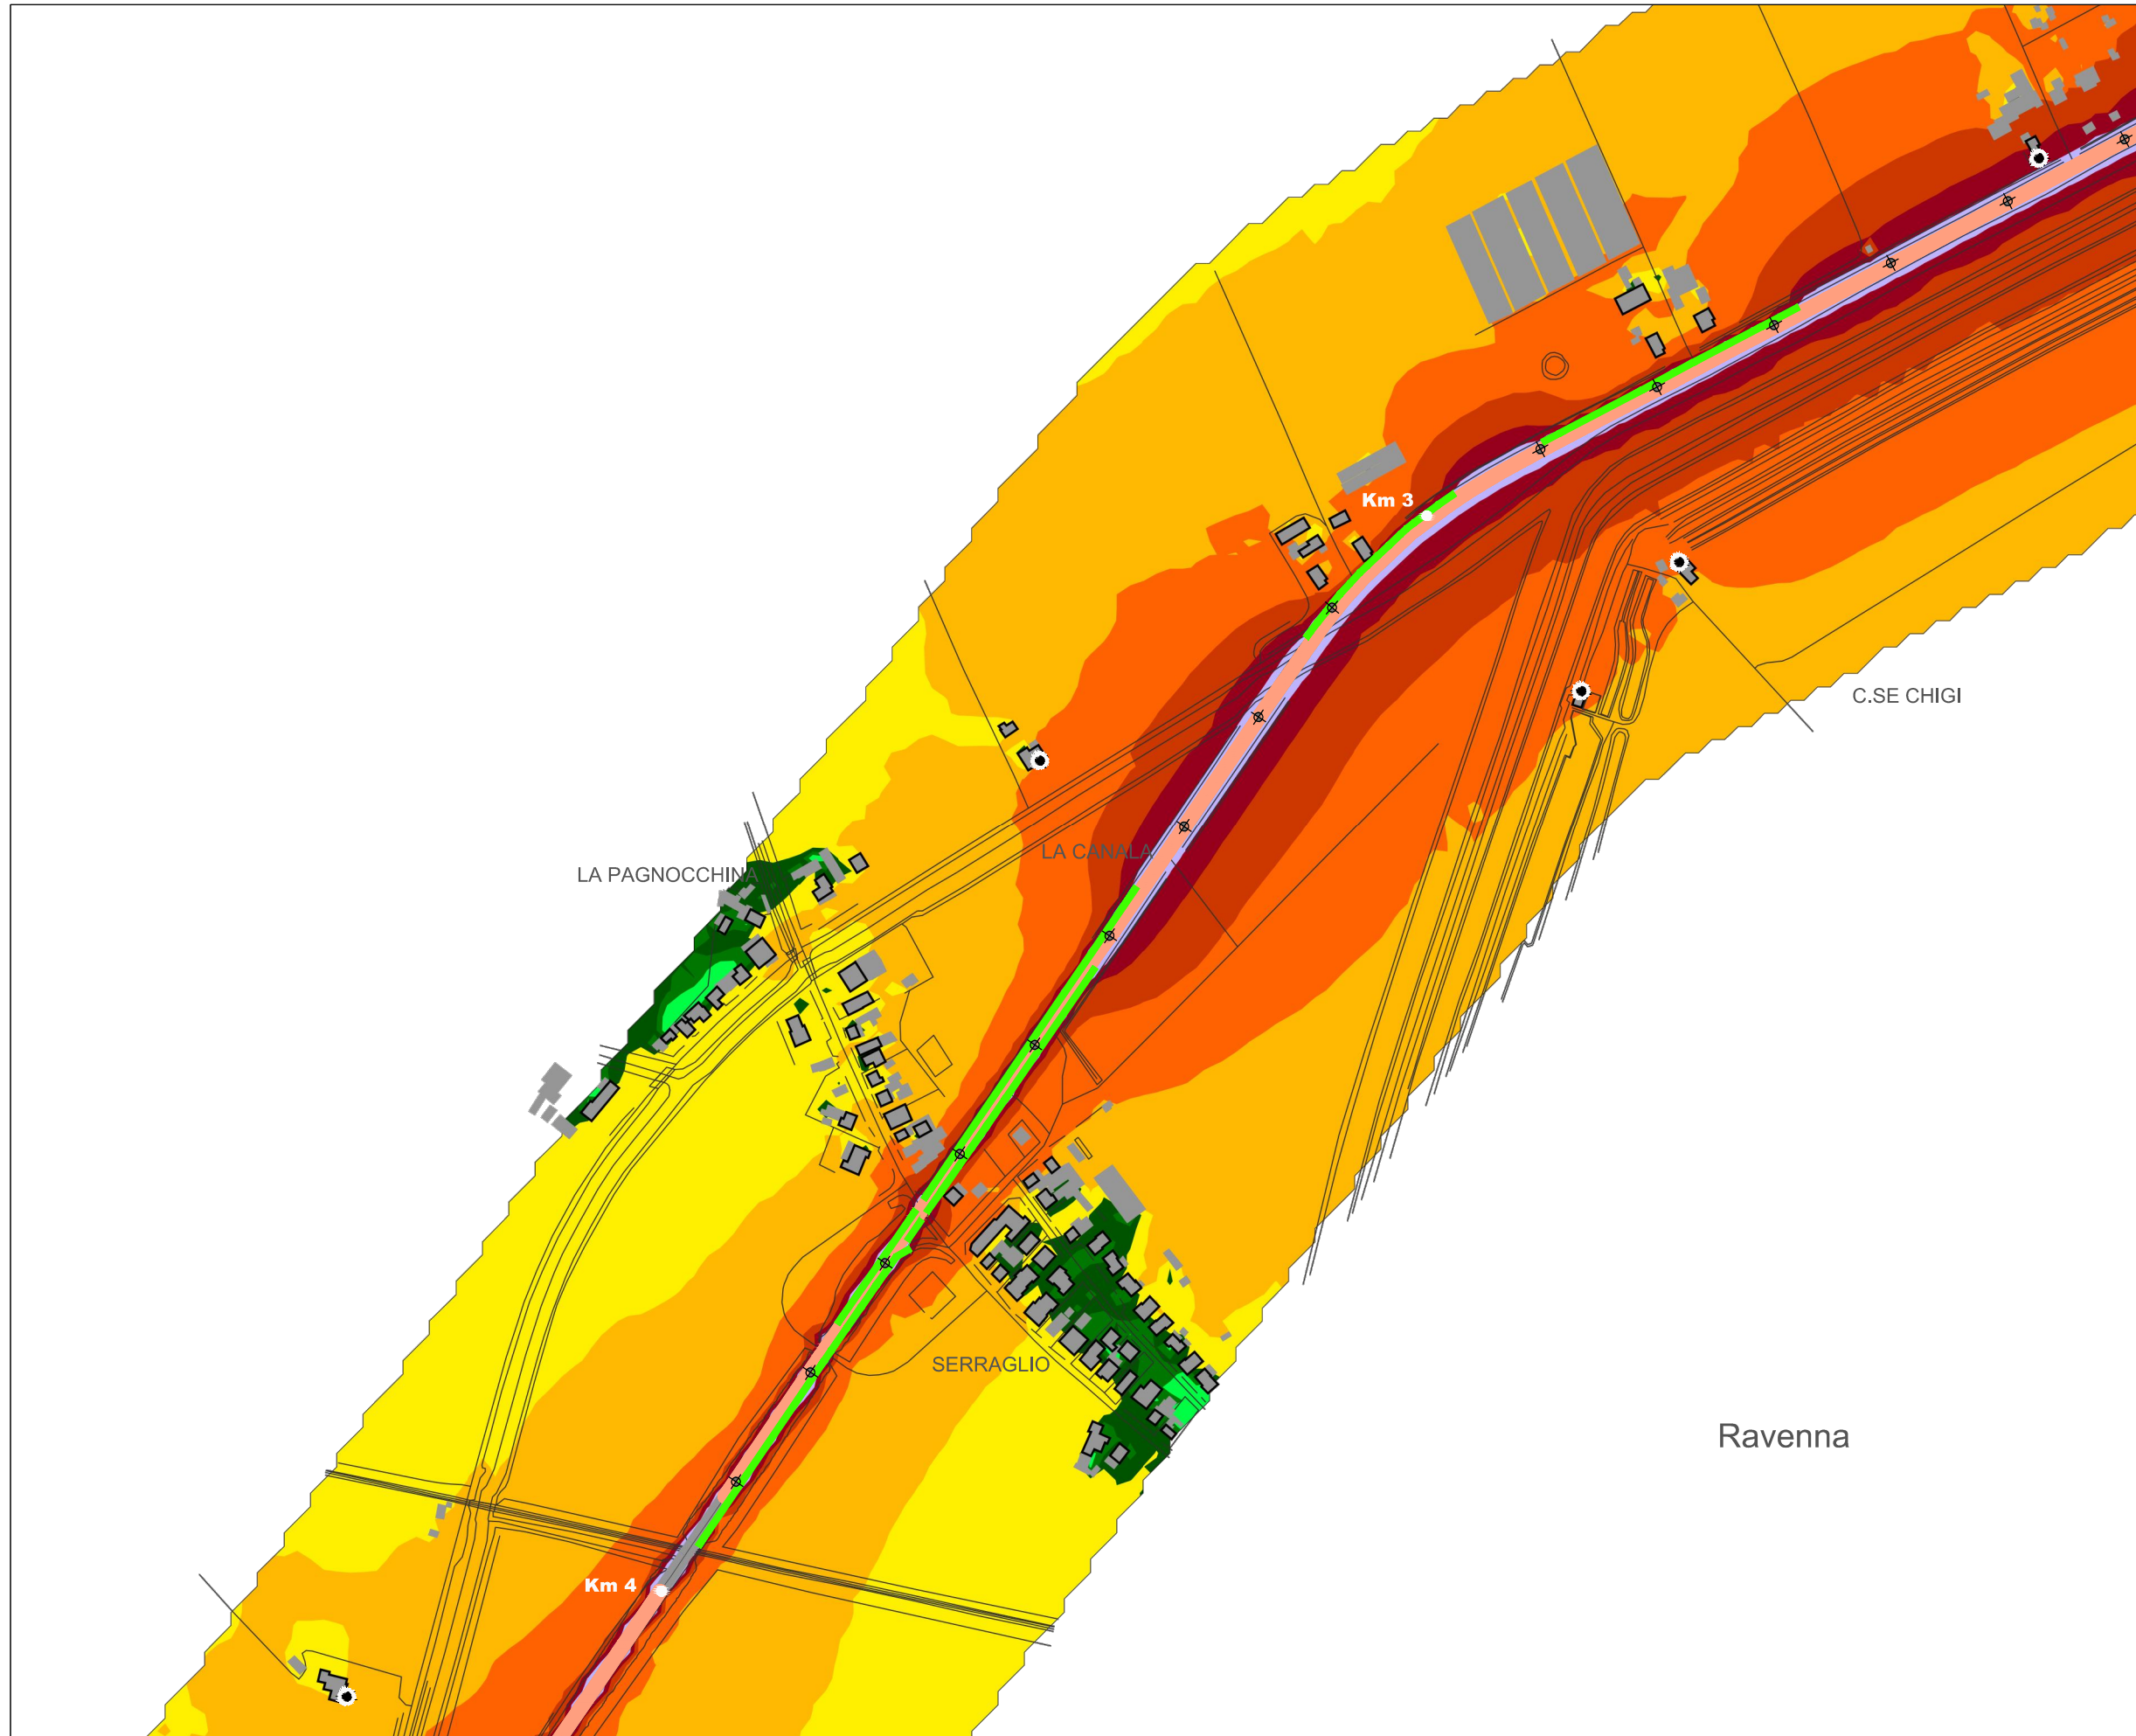 Km 3
C.SE CHIGI
LA CANALA
LA PAGNOCCHINA
SERRAGLIO
Ravenna
Km 4